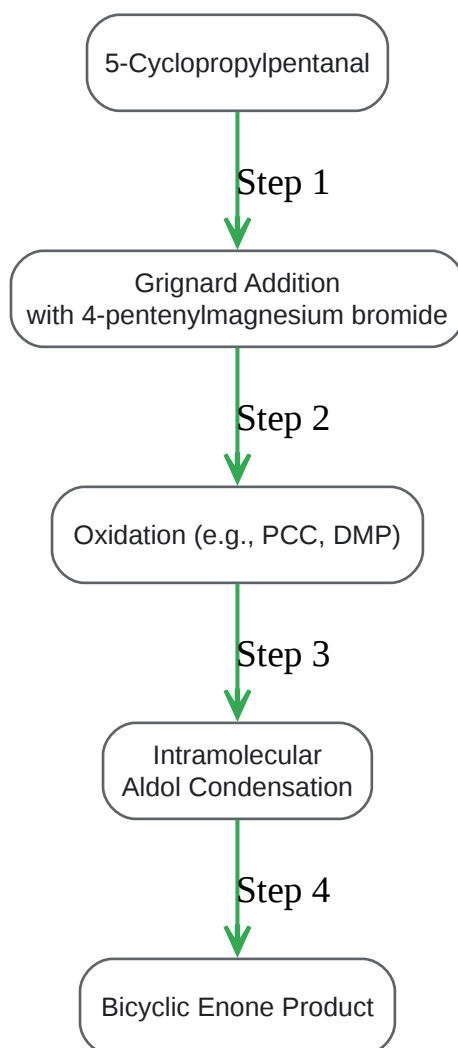 5-Cyclopropylpentanal
Step 1
Grignard Addition
with 4-pentenylmagnesium bromide
Step 2
Oxidation (e.g., PCC, DMP)
Step 3
Intramolecular
Aldol Condensation
Step 4
Bicyclic Enone Product